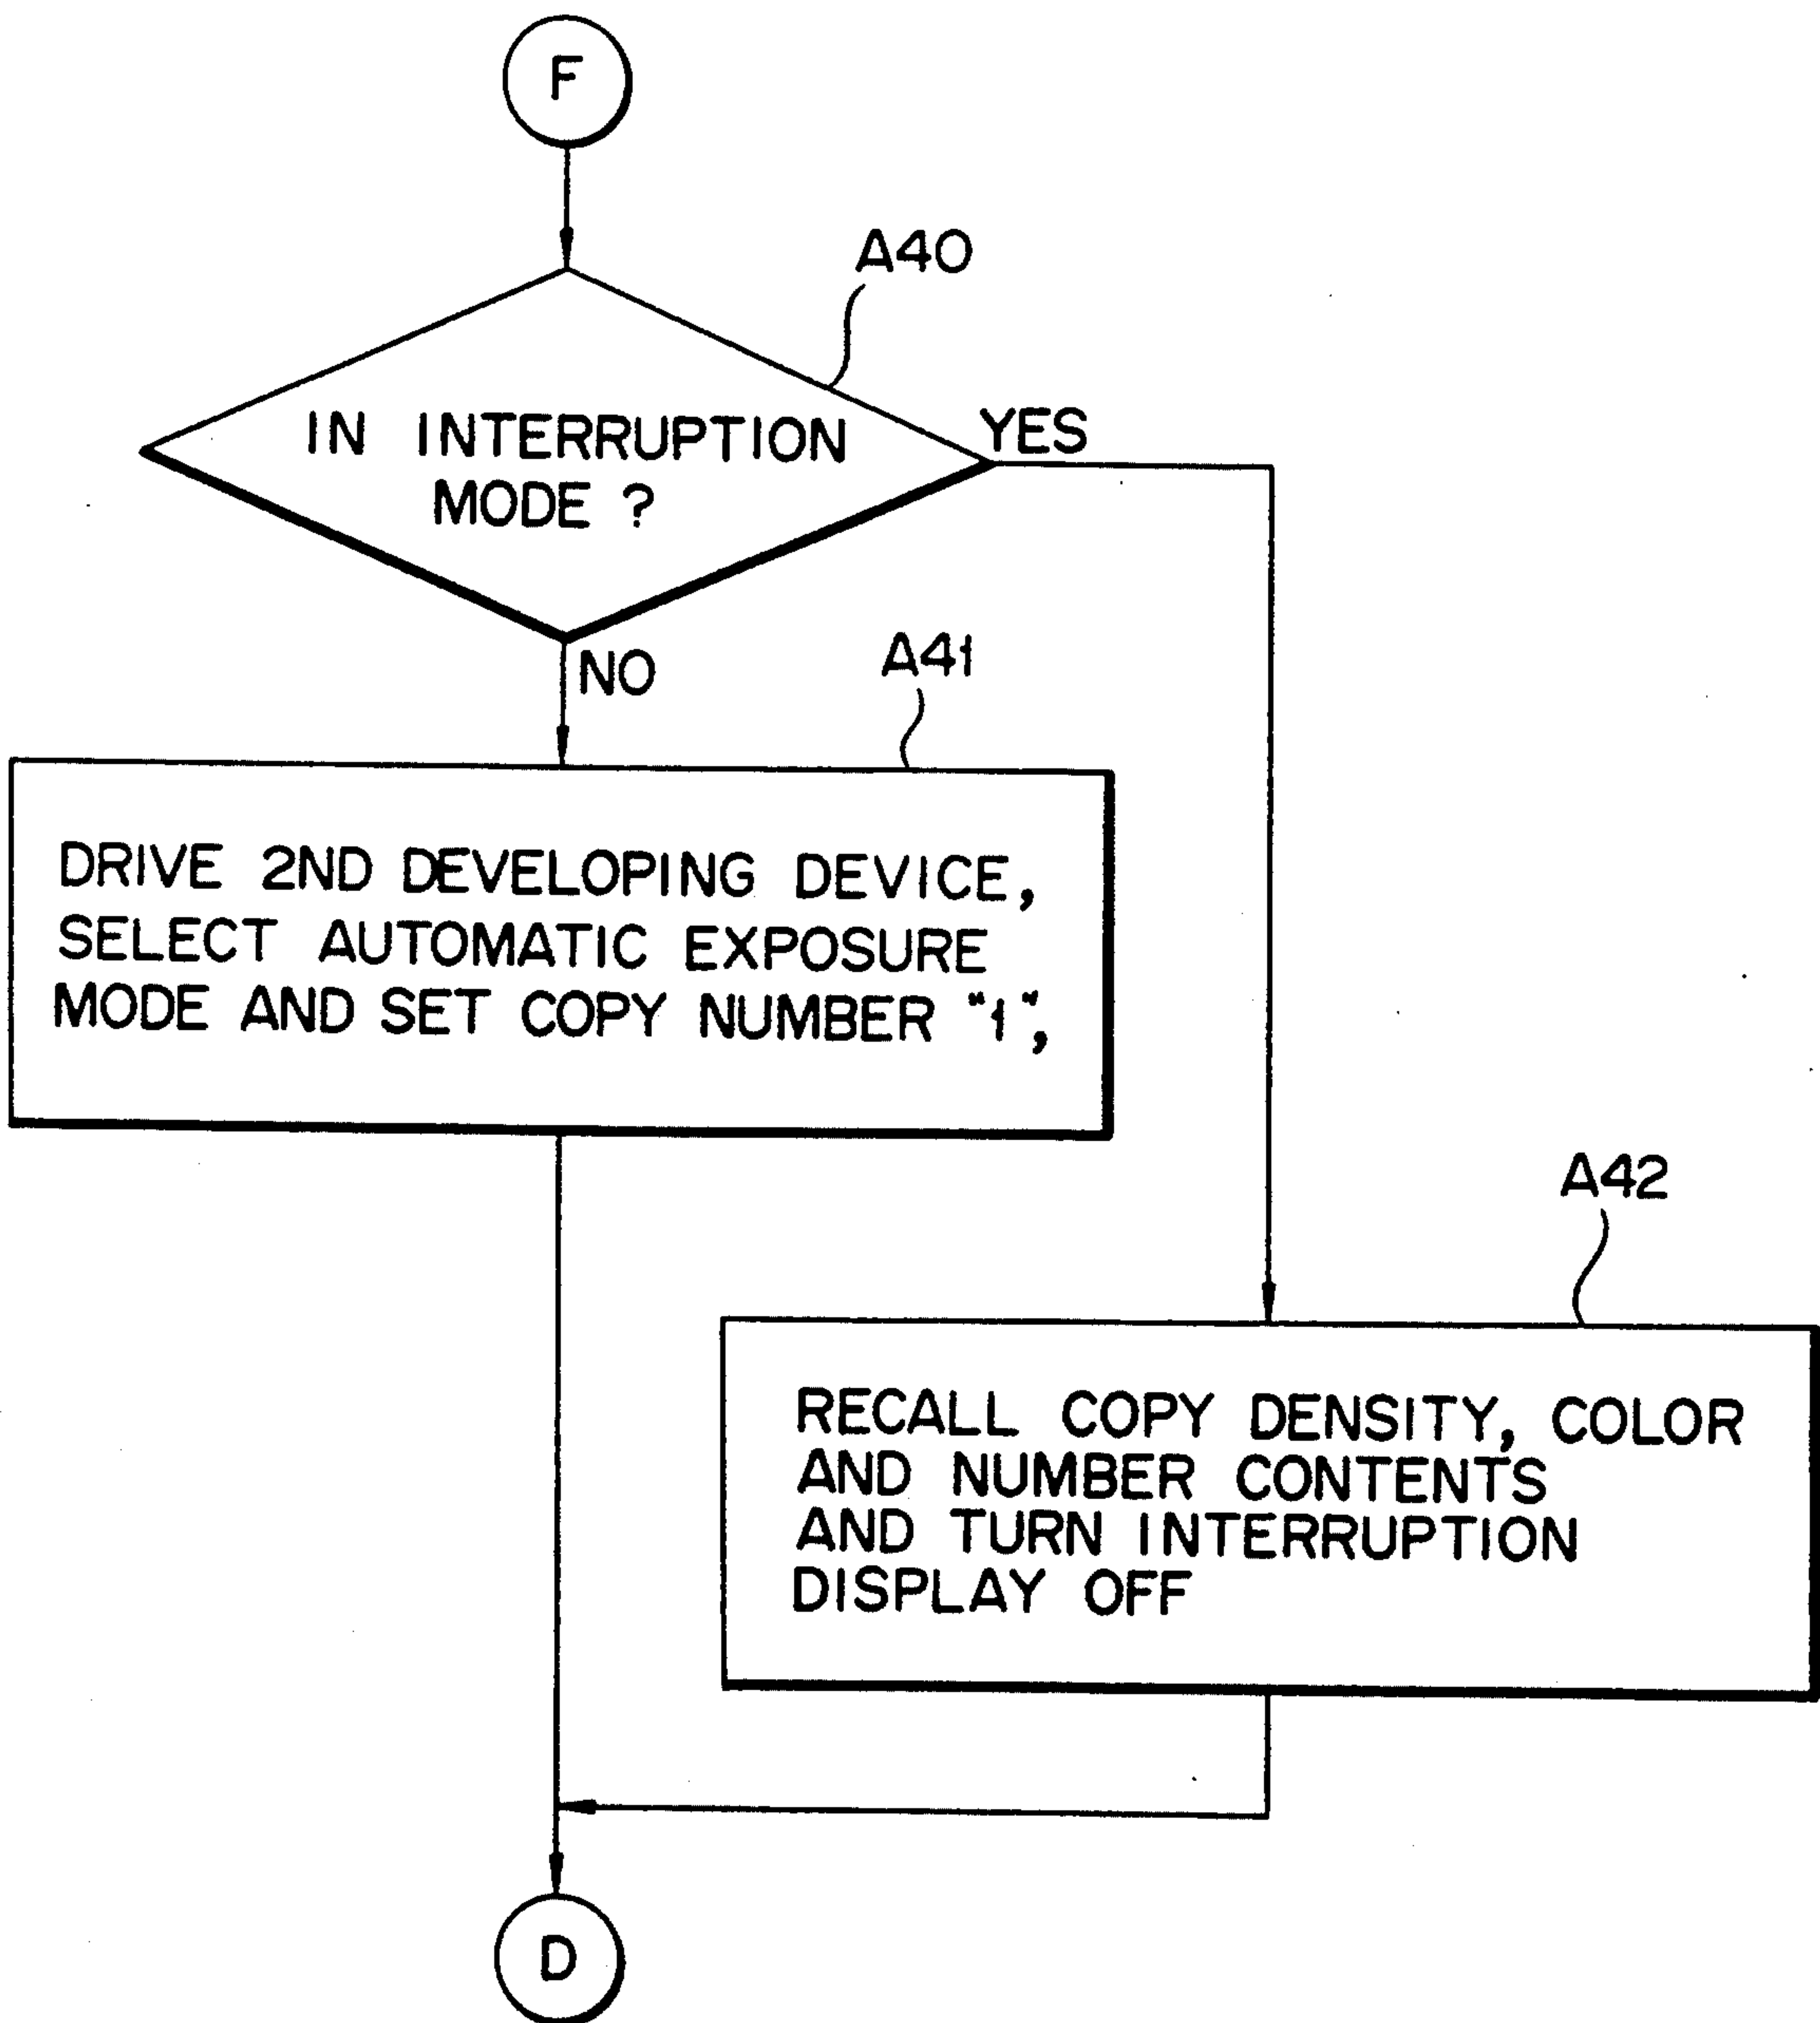 F
A40
IN INTERRUPTION
MODE ?
YES
NO
A41
DRIVE 2ND DEVELOPING DEVICE,
SELECT AUTOMATIC EXPOSURE
MODE AND SET COPY NUMBER "1",
A42
RECALL COPY DENSITY, COLOR
AND NUMBER CONTENTS
AND TURN INTERRUPTION
DISPLAY OFF
D